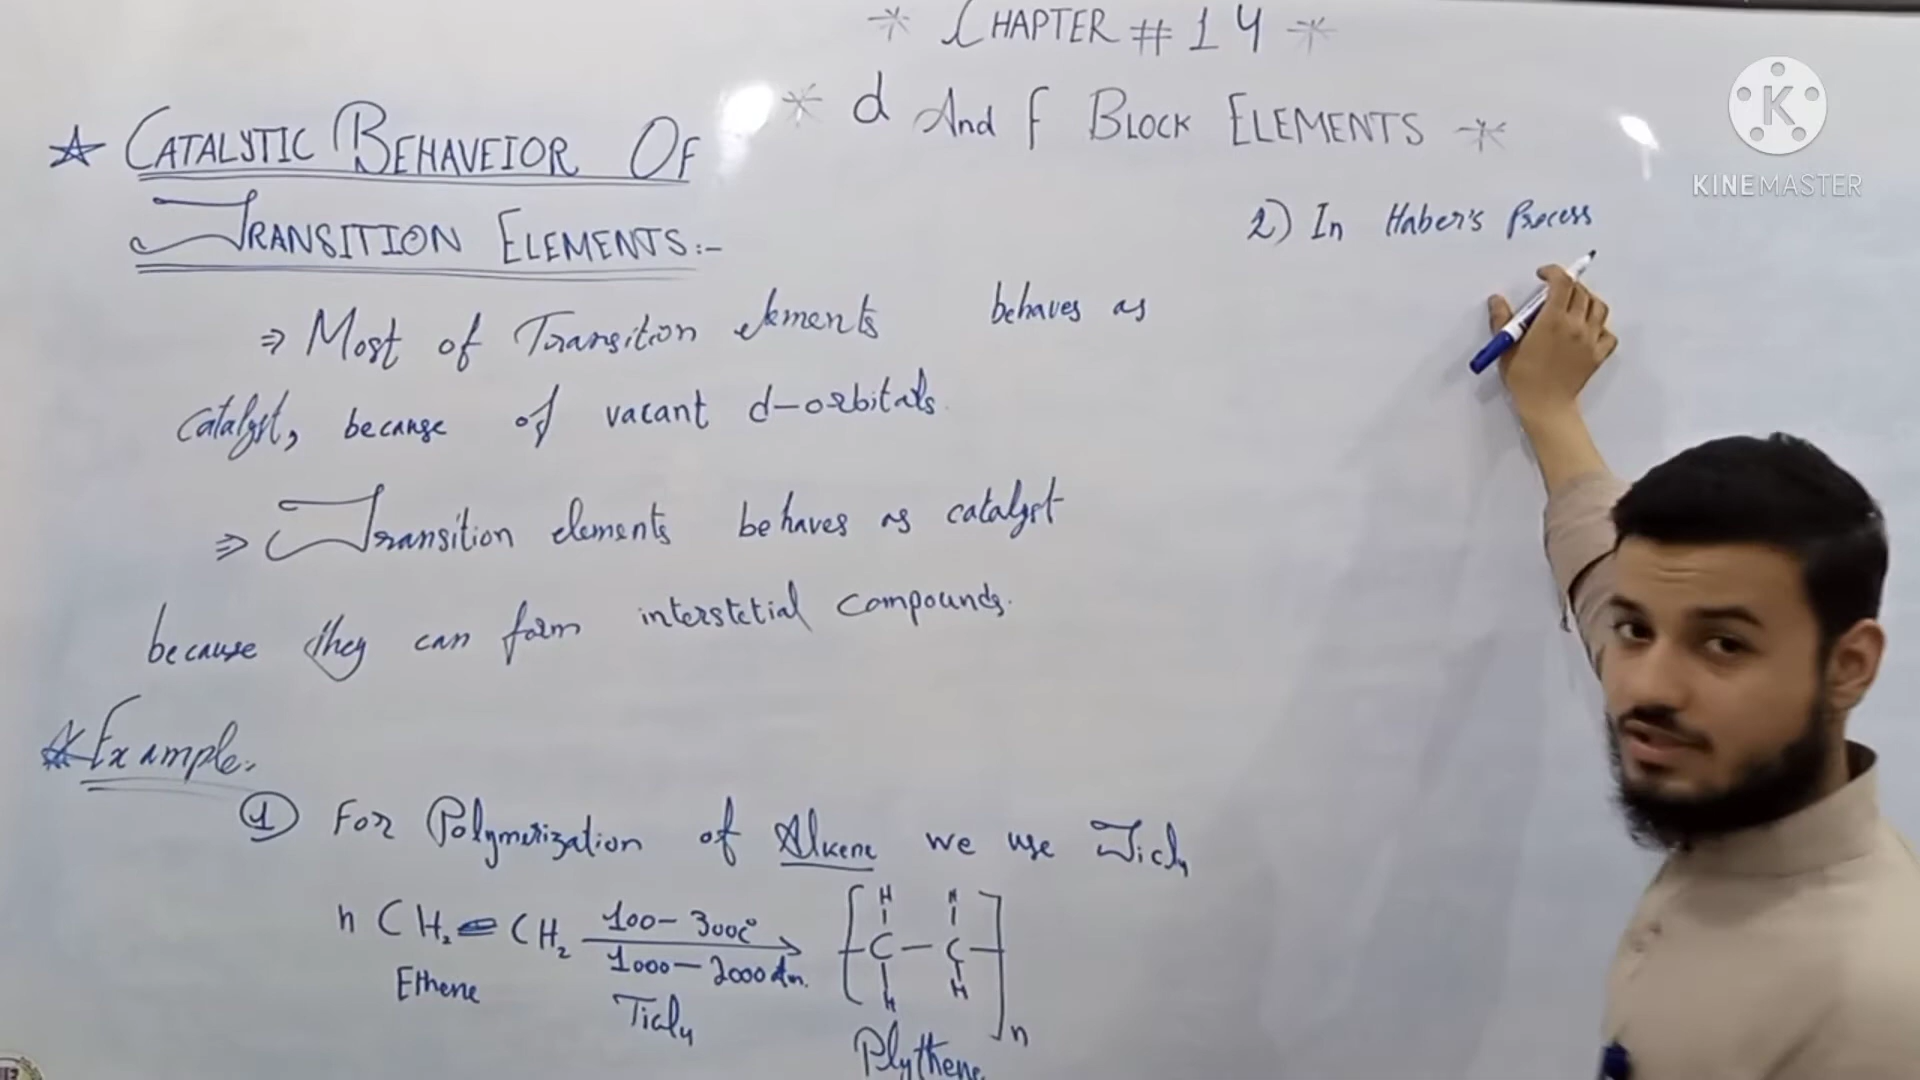 CHAPTER # 14
d And f BLOCK ELEMENTS
CATALYTIC BEHAVEIOR OF
TRANSITION ELEMENTS:-
⇒ Most of Transition elements behaves as
catalyst, because of vacant d-orbitals.
⇒ Transition elements behaves as catalyst
because they can form interstetial compounds.
Example:
1 For Polymerization of Alkene we use Ticl4
n CH2=CH2 100-300c°
1000-2000 atm.
Ethene
Ticl4
H H
C - C
H H
n
Plythene
2) In Haber's Process
KINEMASTER